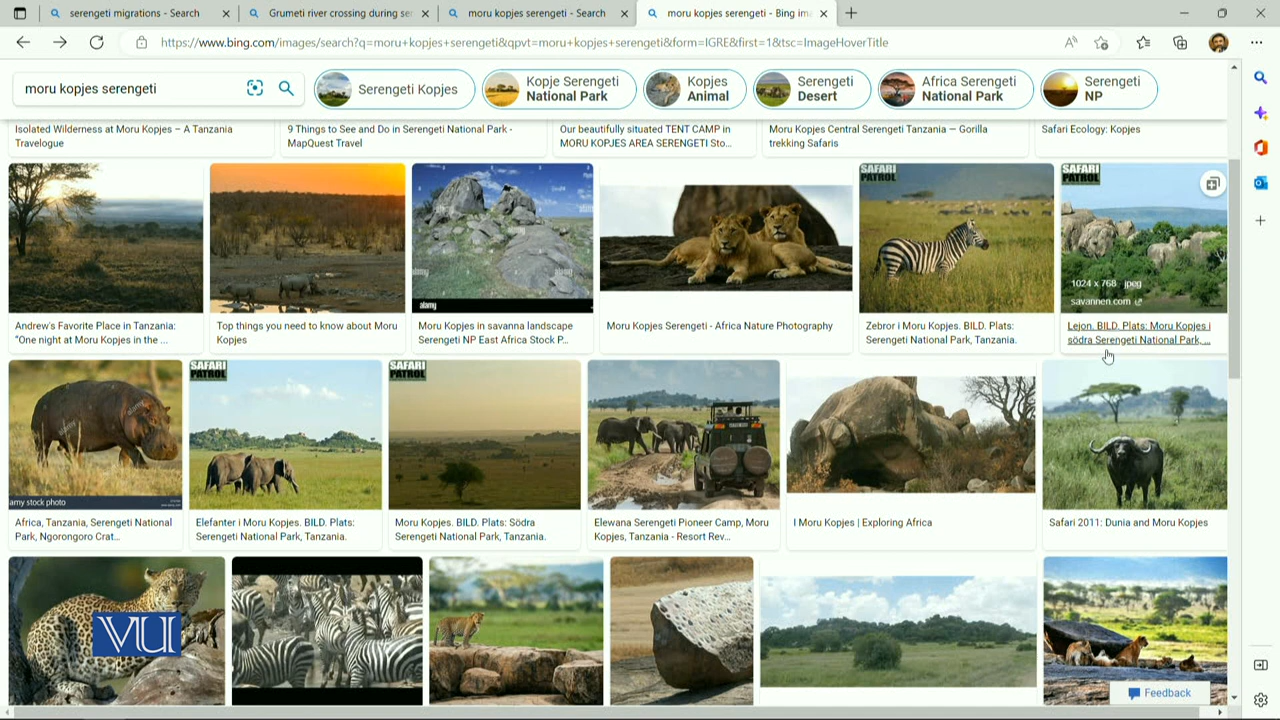 serengeti migrations - Search
Grumeti river crossing during ser
moru kopjes serengeti - Search
moru kopjes serengeti - Bing ima
https://www.bing.com/images/search?q=moru+kopjes+serengeti&qpvt=moru+kopjes+serengeti&form=IGRE&first=1&tsc=ImageHoverTitle
moru kopjes serengeti
Serengeti Kopjes
Kopje Serengeti
National Park
Kopjes
Animal
Serengeti
Desert
Africa Serengeti
National Park
Serengeti
NP
Isolated Wilderness at Moru Kopjes – A Tanzania
Travelogue
9 Things to See and Do in Serengeti National Park -
MapQuest Travel
Our beautifully situated TENT CAMP in
MORU KOPJES AREA SERENGETI Sto...
Moru Kopjes Central Serengeti Tanzania — Gorilla
trekking Safaris
Safari Ecology: Kopjes
alamy
alamy
alamy
alamy
SAFARI
PATROL
SAFARI
PATROL
1024 x 768 jpeg
savannen.com
Andrew's Favorite Place in Tanzania:
"One night at Moru Kopjes in the ...
Top things you need to know about Moru
Kopjes
Moru Kopjes in savanna landscape
Serengeti NP East Africa Stock P...
Moru Kopjes Serengeti - Africa Nature Photography
Zebror i Moru Kopjes. BILD. Plats:
Serengeti National Park, Tanzania.
Lejon. BILD. Plats: Moru Kopjes i
södra Serengeti National Park, ...
alamy
alamy
amy stock photo
SAFARI
PATROL
SAFARI
PATROL
Africa, Tanzania, Serengeti National
Park, Ngorongoro Crat...
Elefanter i Moru Kopjes. BILD. Plats:
Serengeti National Park, Tanzania.
Moru Kopjes. BILD. Plats: Södra
Serengeti National Park, Tanzania.
Elewana Serengeti Pioneer Camp, Moru
Kopjes, Tanzania - Resort Rev...
I Moru Kopjes | Exploring Africa
Safari 2011: Dunia and Moru Kopjes
VU
Feedback